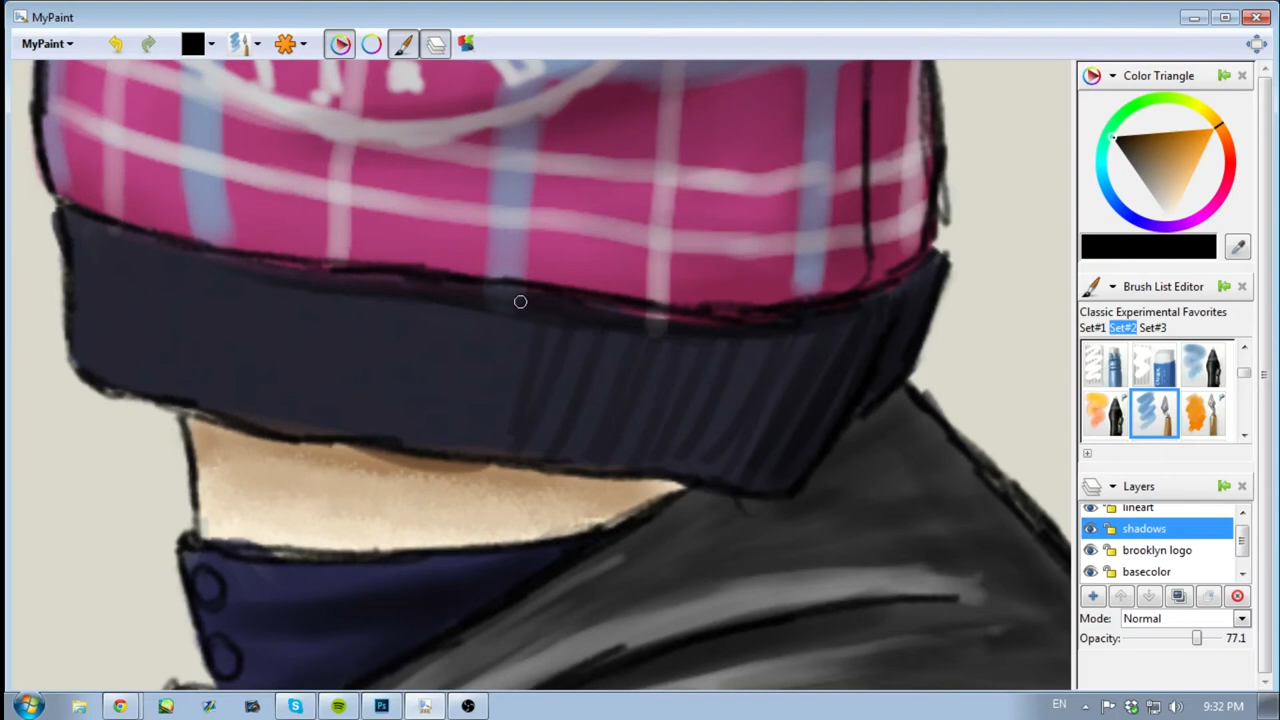 MyPaint
MyPaint
Color Triangle
Brush List Editor
Classic Experimental Favorites
Set#1 Set#2 Set#3
Layers
lineart
shadows
brooklyn logo
basecolor
Mode: Normal
Opacity: 77.1
EN 9:32 PM